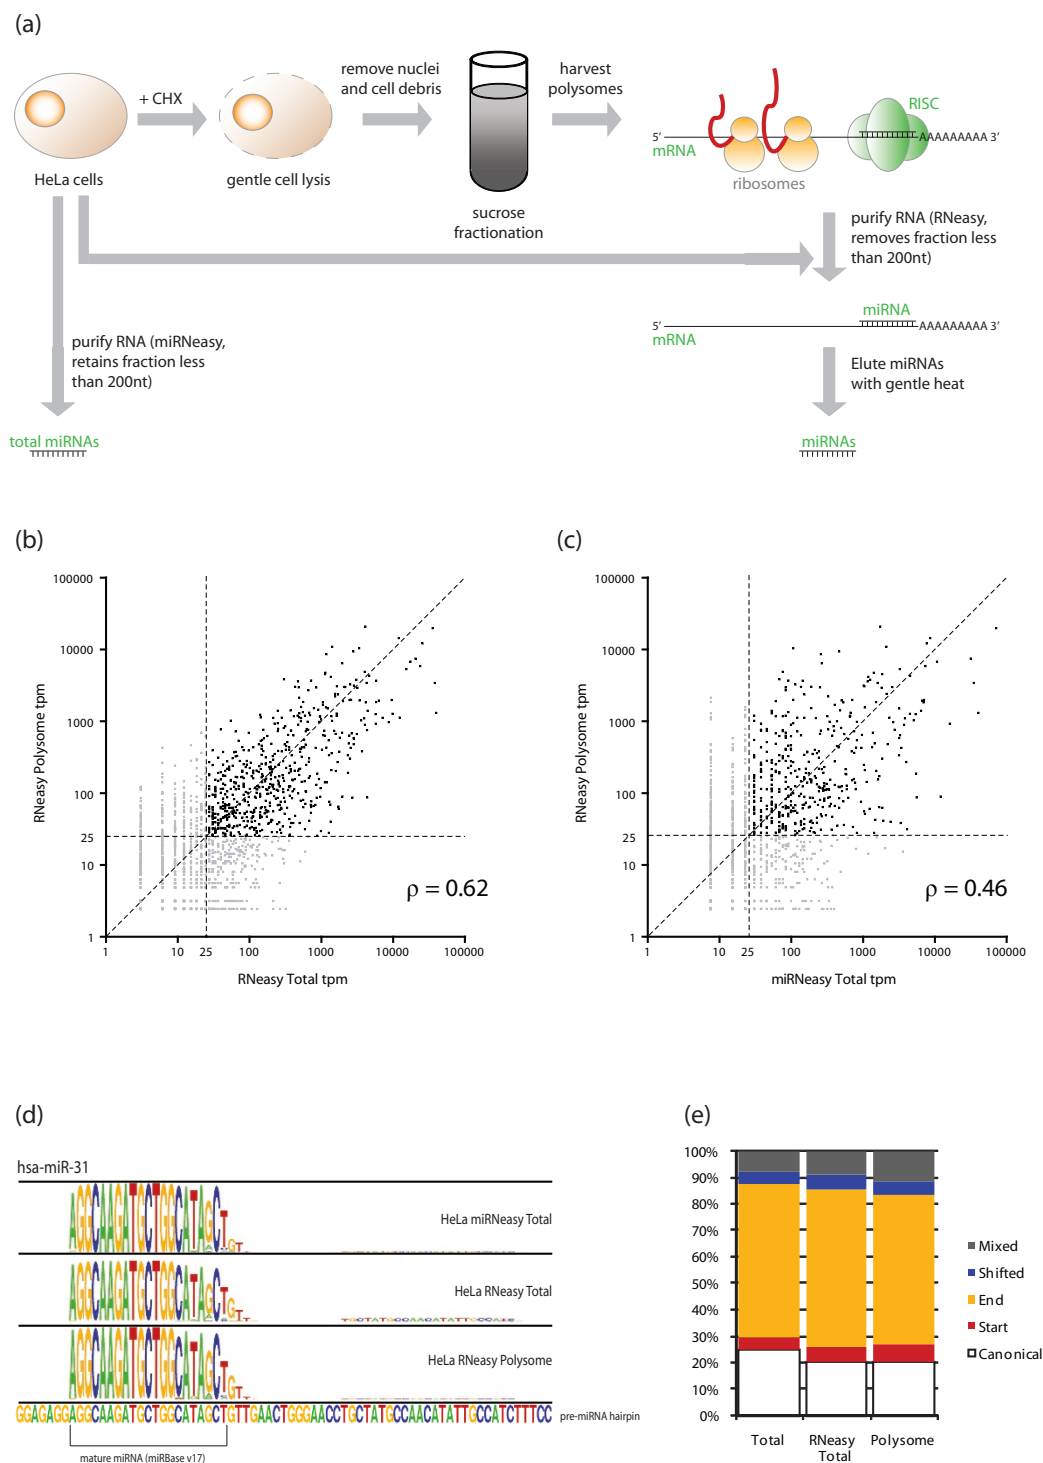 (a)
+ CHX
remove nuclei
and cell debris
harvest
polysomes
RISC
5′
mRNA
AAAAAAAAA 3′
ribosomes
HeLa cells
gentle cell lysis
sucrose
fractionation
purify RNA (RNeasy,
removes fraction less
than 200nt)
miRNA
5′
mRNA
AAAAAAAAA 3′
purify RNA (miRNeasy,
retains fraction less
than 200nt)
Elute miRNAs
with gentle heat
total miRNAs
miRNAs
(b)
100000
10000
1000
100
25
10
1
RNeasy Polysome tpm
ρ = 0.62
1 10 25 100 1000 10000 100000
RNeasy Total tpm
(c)
100000
10000
1000
100
25
10
1
RNeasy Polysome tpm
ρ = 0.46
1 10 25 100 1000 10000 100000
miRNeasy Total tpm
(d)
hsa-miR-31
AGGCAAGATGCTGGCATAGCTGT
HeLa miRNeasy Total
AGGCAAGATGCTGGCATAGCTGTT
HeLa RNeasy Total
TGCTATGCCAACATATTGCCATC
AGGCAAGATGCTGGCATAGCTGT
HeLa RNeasy Polysome
GGAGAGGAGGCAAGATGCTGGCATAGCTGTTGAACTGGGAACCTGCTATGCCAACATATTGCCATCTTTCC
pre-miRNA hairpin
mature miRNA (miRBase v17)
(e)
100%
90%
80%
70%
60%
50%
40%
30%
20%
10%
0%
Mixed
Shifted
End
Start
Canonical
Total
RNeasy
Total
Polysome